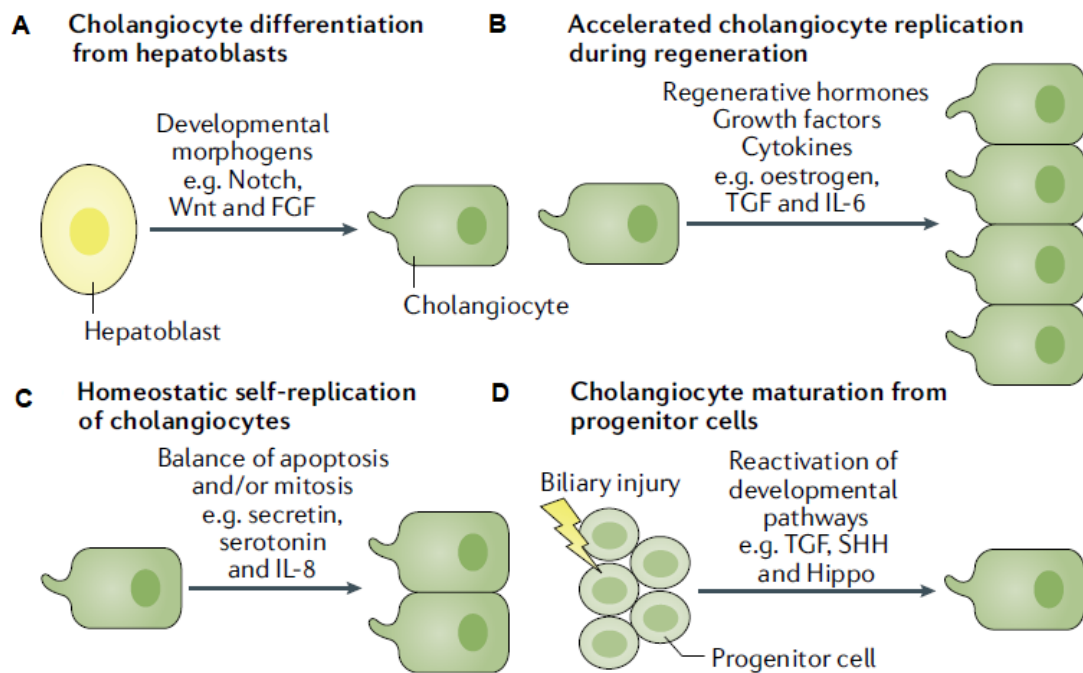 A Cholangiocyte differentiation
from hepatoblasts
Developmental
morphogens
e.g. Notch,
Wnt and FGF
Hepatoblast
Cholangiocyte
B Accelerated cholangiocyte replication
during regeneration
Regenerative hormones
Growth factors
Cytokines
e.g. oestrogen,
TGF and IL-6
C Homeostatic self-replication
of cholangiocytes
Balance of apoptosis
and/or mitosis
e.g. secretin,
serotonin
and IL-8
D Cholangiocyte maturation from
progenitor cells
Biliary injury
Reactivation of
developmental
pathways
e.g. TGF, SHH
and Hippo
Progenitor cell